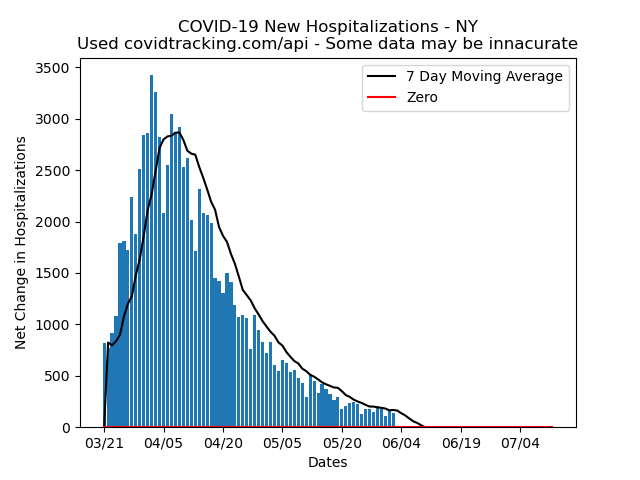 COVID-19 New Hospitalizations - NY
Used covidtracking.com/api - Some data may be innacurate
7 Day Moving Average
Zero
Net Change in Hospitalizations
3500
3000
2500
2000
1500
1000
500
0
03/21 04/05 04/20 05/05 05/20 06/04 06/19 07/04
Dates